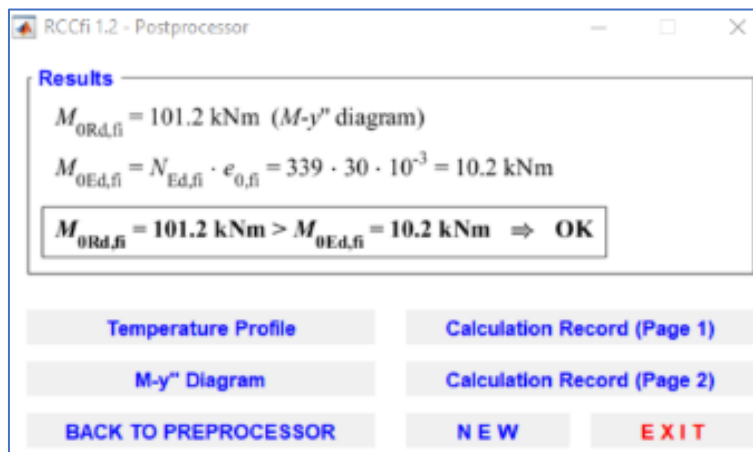 RCCfi 1.2 - Postprocessor
Results
M0Rd,fi = 101.2 kNm (M-y" diagram)
M0Ed,fi = NEd,fi · e0,fi = 339 · 30 · 10-3 = 10.2 kNm
M0Rd,fi = 101.2 kNm > M0Ed,fi = 10.2 kNm ⇒ OK
Temperature Profile
Calculation Record (Page 1)
M-y" Diagram
Calculation Record (Page 2)
BACK TO PREPROCESSOR
N E W
E X I T